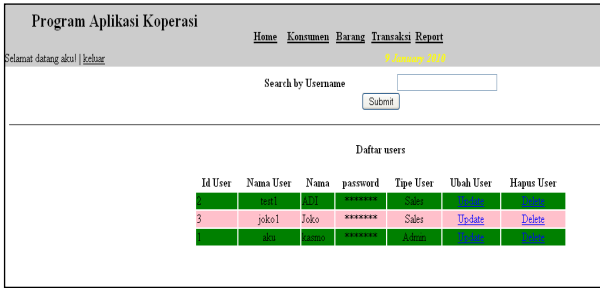 Program Aplikasi Koperasi
Home Konsumen Barang Transaksi Report
Selamat datang aku! | keluar
9 January 2010
Search by Username
Submit
Daftar users
Id User Nama User Nama password Tipe User Ubah User Hapus User
2 test1 ADI ******* Sales Update Delete
3 joko1 Joko ******* Sales Update Delete
1 aku kasmo ******* Admin Update Delete